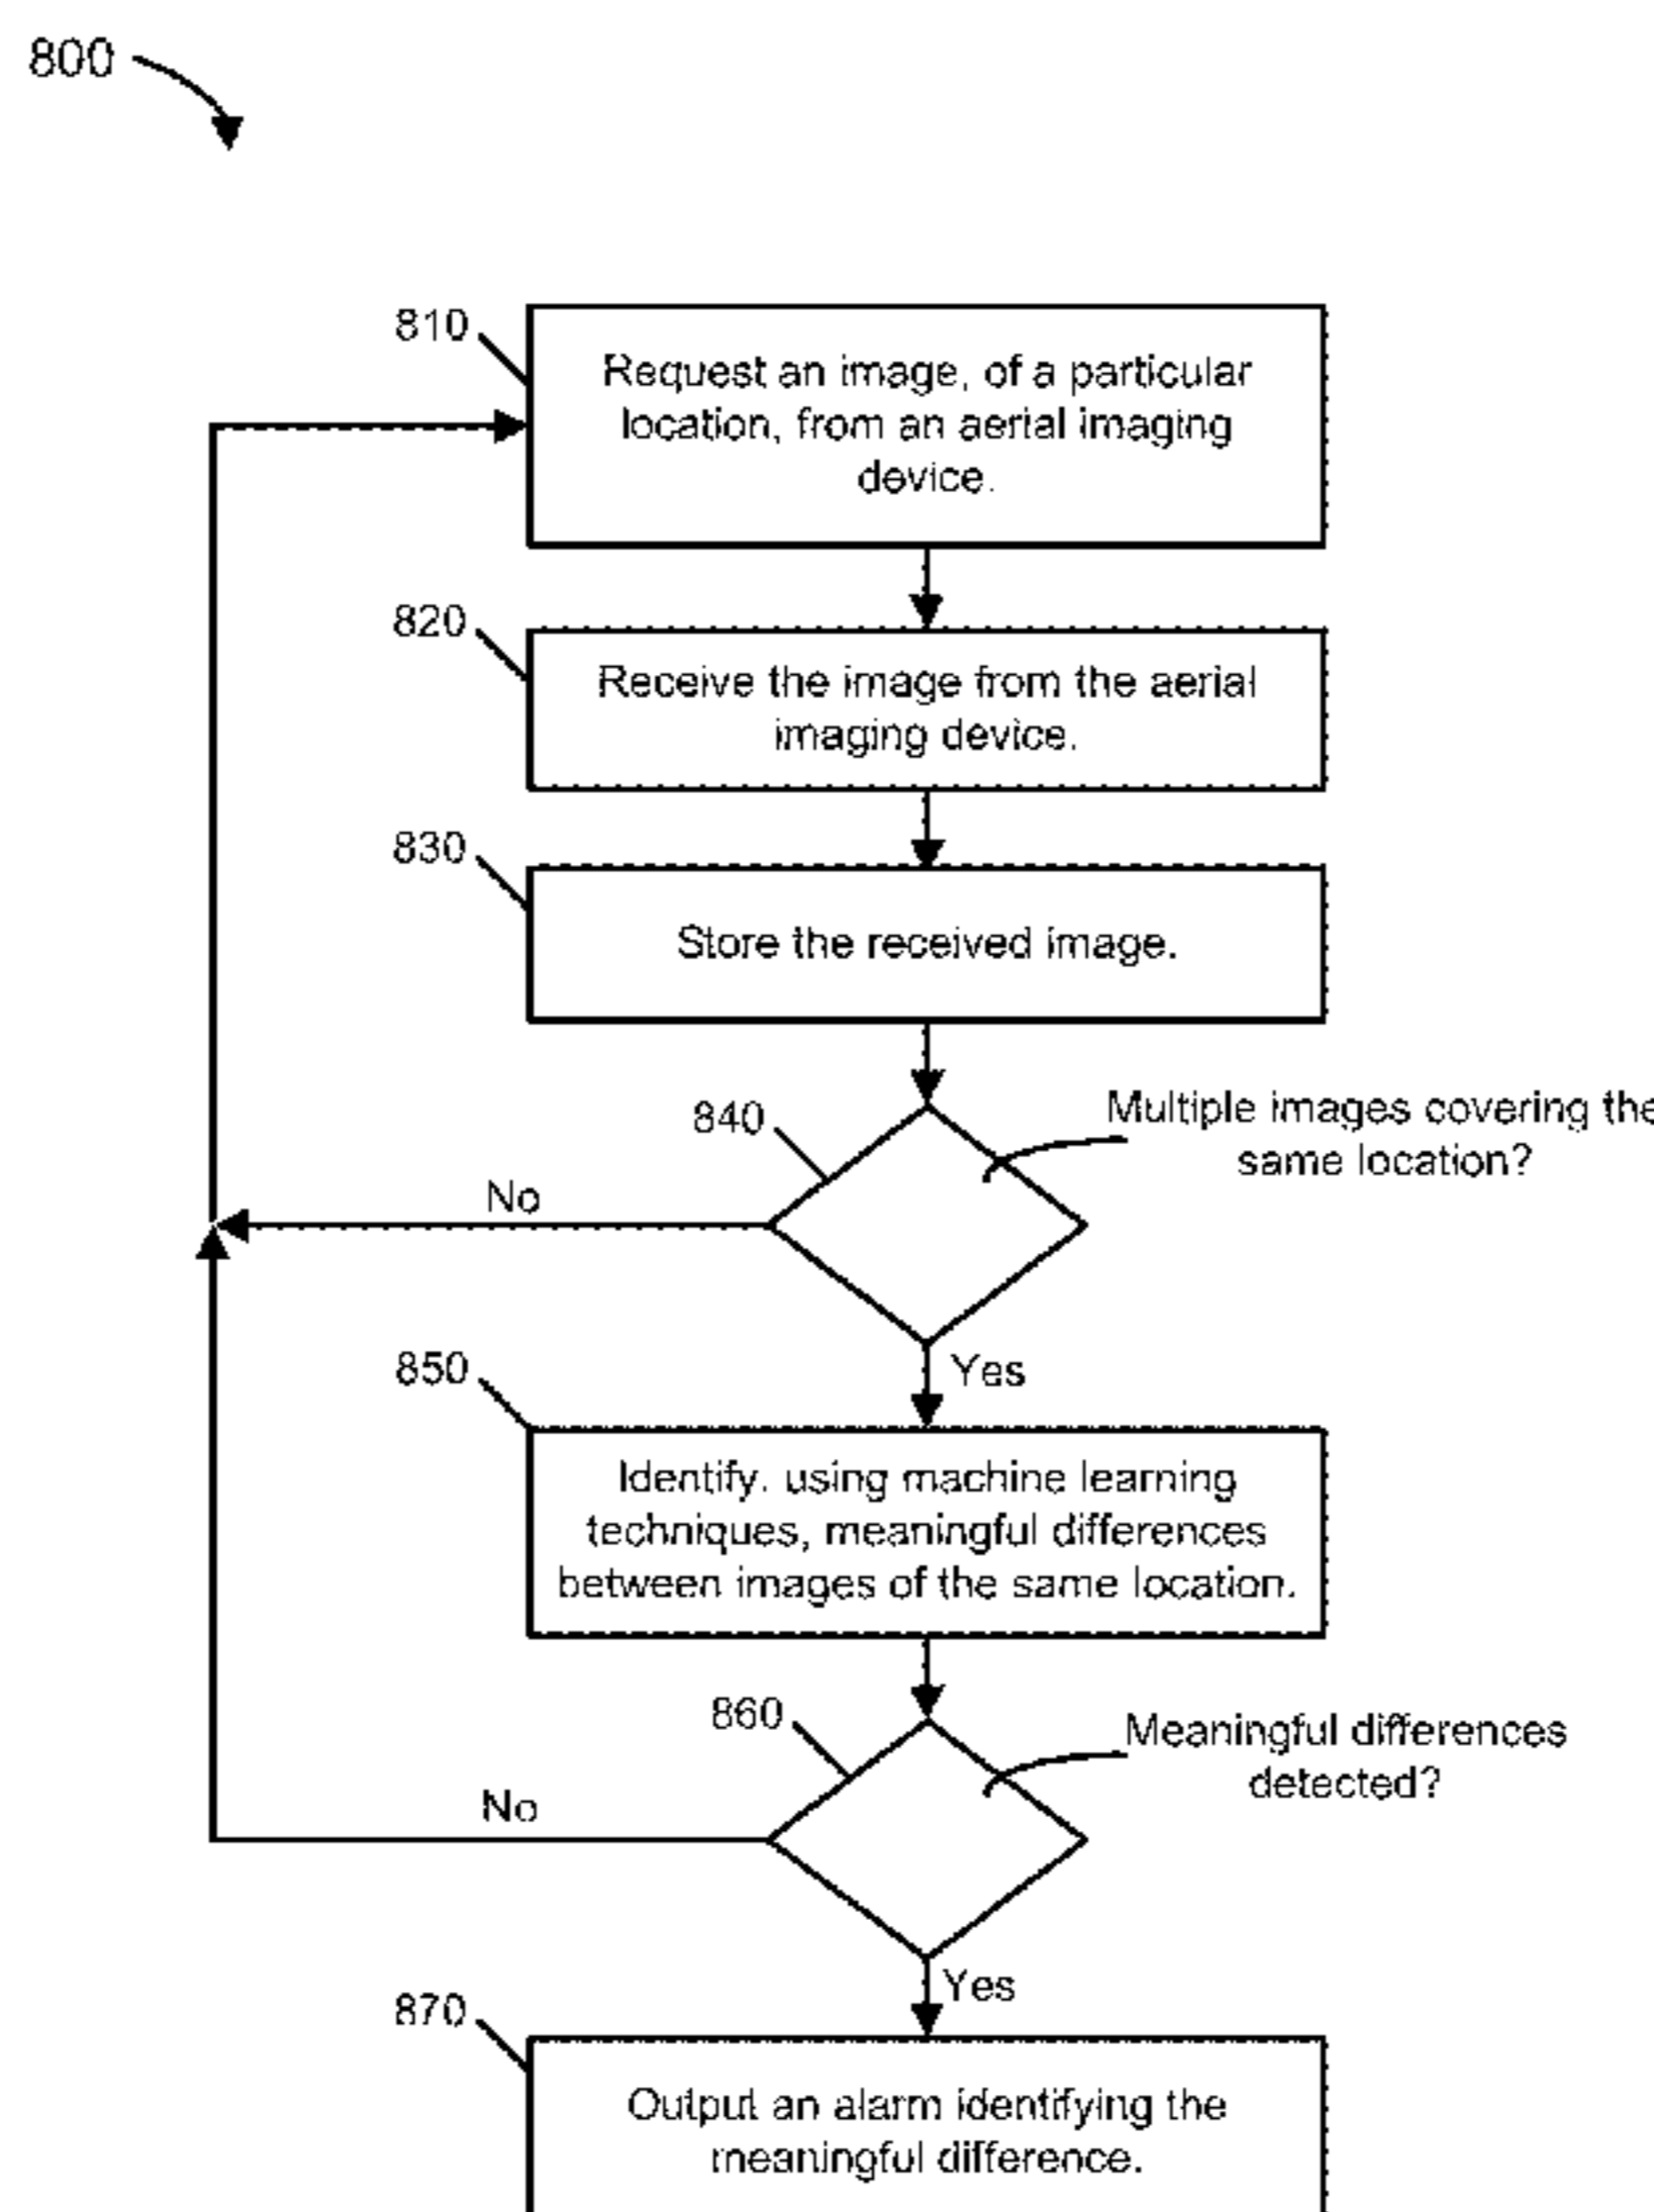 800
810
Request an image, of a particular
location, from an aerial imaging
device.
820
Receive the image from the aerial
imaging device.
830
Store the received image.
840
Multiple images covering the
same location?
No
Yes
850
Identify, using machine learning
techniques, meaningful differences
between images of the same location.
860
Meaningful differences
detected?
No
Yes
870
Output an alarm identifying the
meaningful difference.